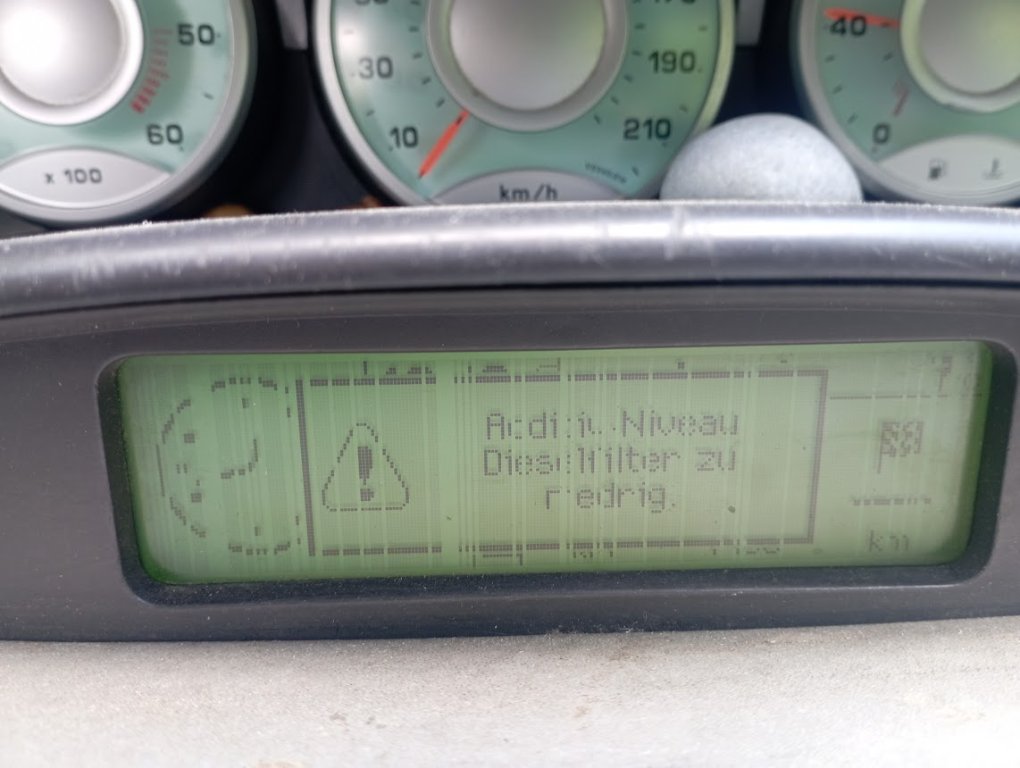 50
60
x 100
30
10
190
210
km/h
40
0
Additiv Niveau
Dieselfilter zu
niedrig.
km